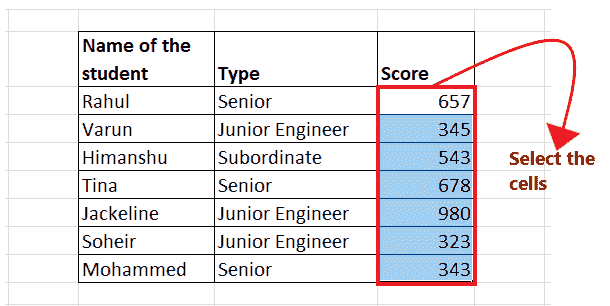 Name of the student Type Score
Rahul Senior 657
Varun Junior Engineer 345
Himanshu Subordinate 543
Tina Senior 678
Jackeline Junior Engineer 980
Soheir Junior Engineer 323
Mohammed Senior 343
Select the
cells